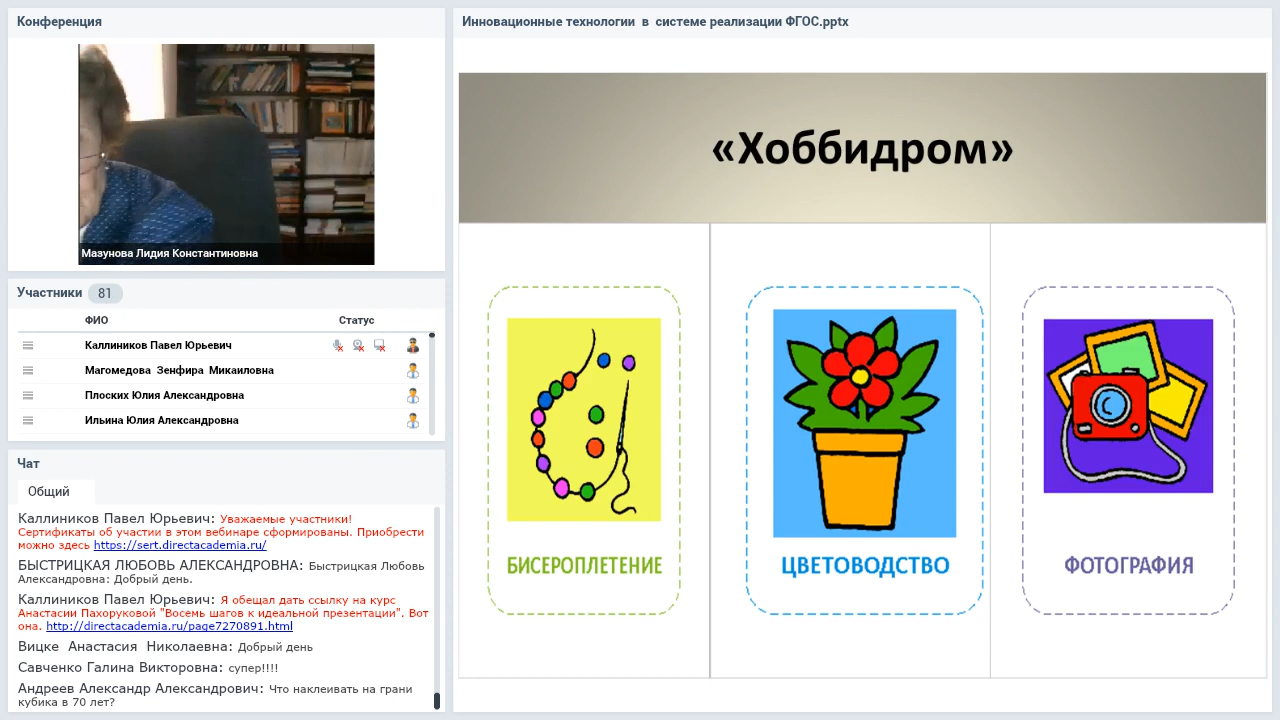 Конференция
Мазунова Лидия Константиновна
Участники 81
ФИО Статус
Каллиников Павел Юрьевич
Магомедова Зенфира Микаиловна
Плоских Юлия Александровна
Ильина Юлия Александровна
Чат
Общий
Каллиников Павел Юрьевич: Уважаемые участники!
Сертификаты об участии в этом вебинаре сформированы. Приобрести
можно здесь https://sert.directacademia.ru/
БЫСТРИЦКАЯ ЛЮБОВЬ АЛЕКСАНДРОВНА: Быстрицкая Любовь
Александровна: Добрый день.
Каллиников Павел Юрьевич: Я обещал дать ссылку на курс
Анастасии Пахоруковой "Восемь шагов к идеальной презентации". Вот
она. http://directacademia.ru/page7270891.html
Вицке Анастасия Николаевна: Добрый день
Савченко Галина Викторовна: супер!!!!
Андреев Александр Александрович: Что наклеивать на грани
кубика в 70 лет?
Инновационные технологии в системе реализации ФГОС.pptx
«Хоббидром»
БИСЕРОПЛЕТЕНИЕ
ЦВЕТОВОДСТВО
ФОТОГРАФИЯ